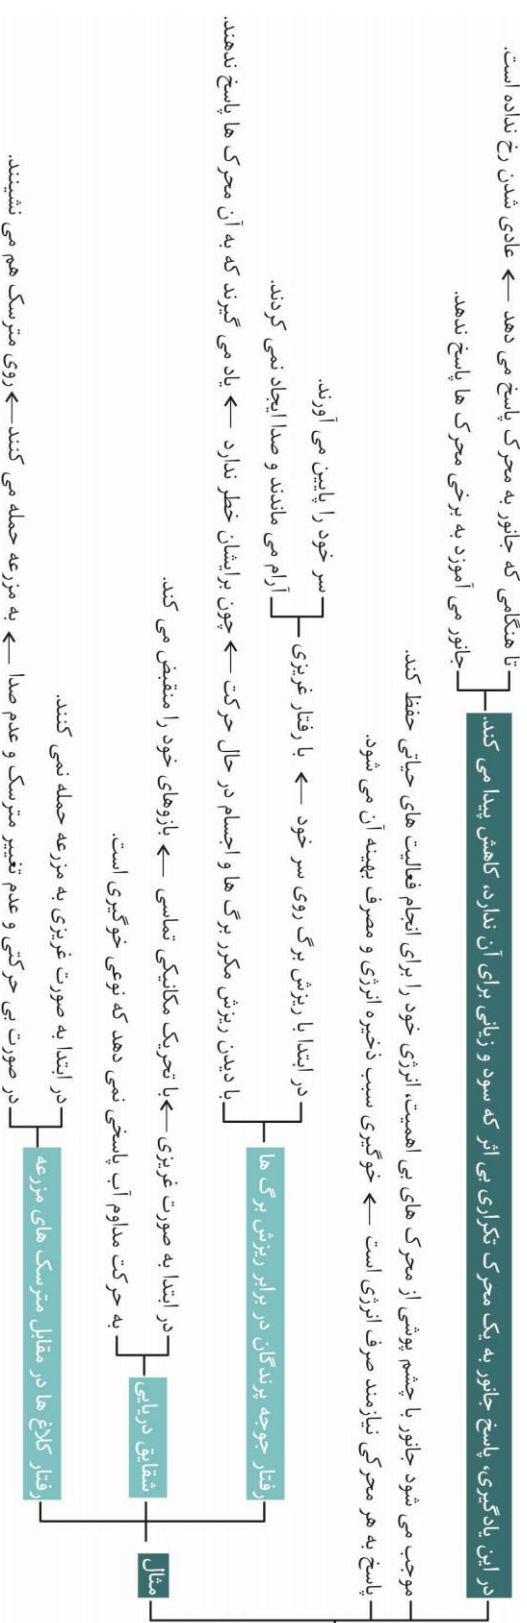 در این یادگیری، پاسخ جانور به یک محرک تکراری بی اثر که سود و زیانی برای آن ندارد، کاهش پیدا می کند.
تا هنگامی که جانور به محرک پاسخ می دهد ← عادی شدن رخ نداده است.
جانور می آموزد به برخی محرک ها پاسخ ندهد.
موجب می شود جانور با چشم پوشی از محرک های بی اهمیت، انرژی خود را برای انجام فعالیت های حیاتی حفظ کند.
پاسخ به هر محرکی نیازمند صرف انرژی است ← خوگیری سبب ذخیره انرژی و مصرف بهینه آن می شود.
مثال
رفتار جوجه پرندگان در برابر ریزش برگ ها
در ابتدا با ریزش برگ روی سر خود ← با رفتار غریزی
سر خود را پایین می آورند.
آرام می ماندند و صدا ایجاد نمی کردند.
با دیدن ریزش مکرر برگ ها و اجسام در حال حرکت ← چون برایشان خطر ندارد ← یاد می گیرند که به آن محرک ها پاسخ ندهند.
شقایق دریایی
در ابتدا به صورت غریزی ← با تحریک مکانیکی تماسی ← بازوهای خود را منقبض می کند.
به حرکت مداوم آب پاسخی نمی دهد که نوعی خوگیری است.
رفتار کلاغ ها در مقابل مترسک های مزرعه
در ابتدا به صورت غریزی به مزرعه حمله نمی کنند.
در صورت بی حرکتی و عدم تغییر مترسک و عدم صدا ← به مزرعه حمله می کنند ← روی مترسک هم می نشینند.